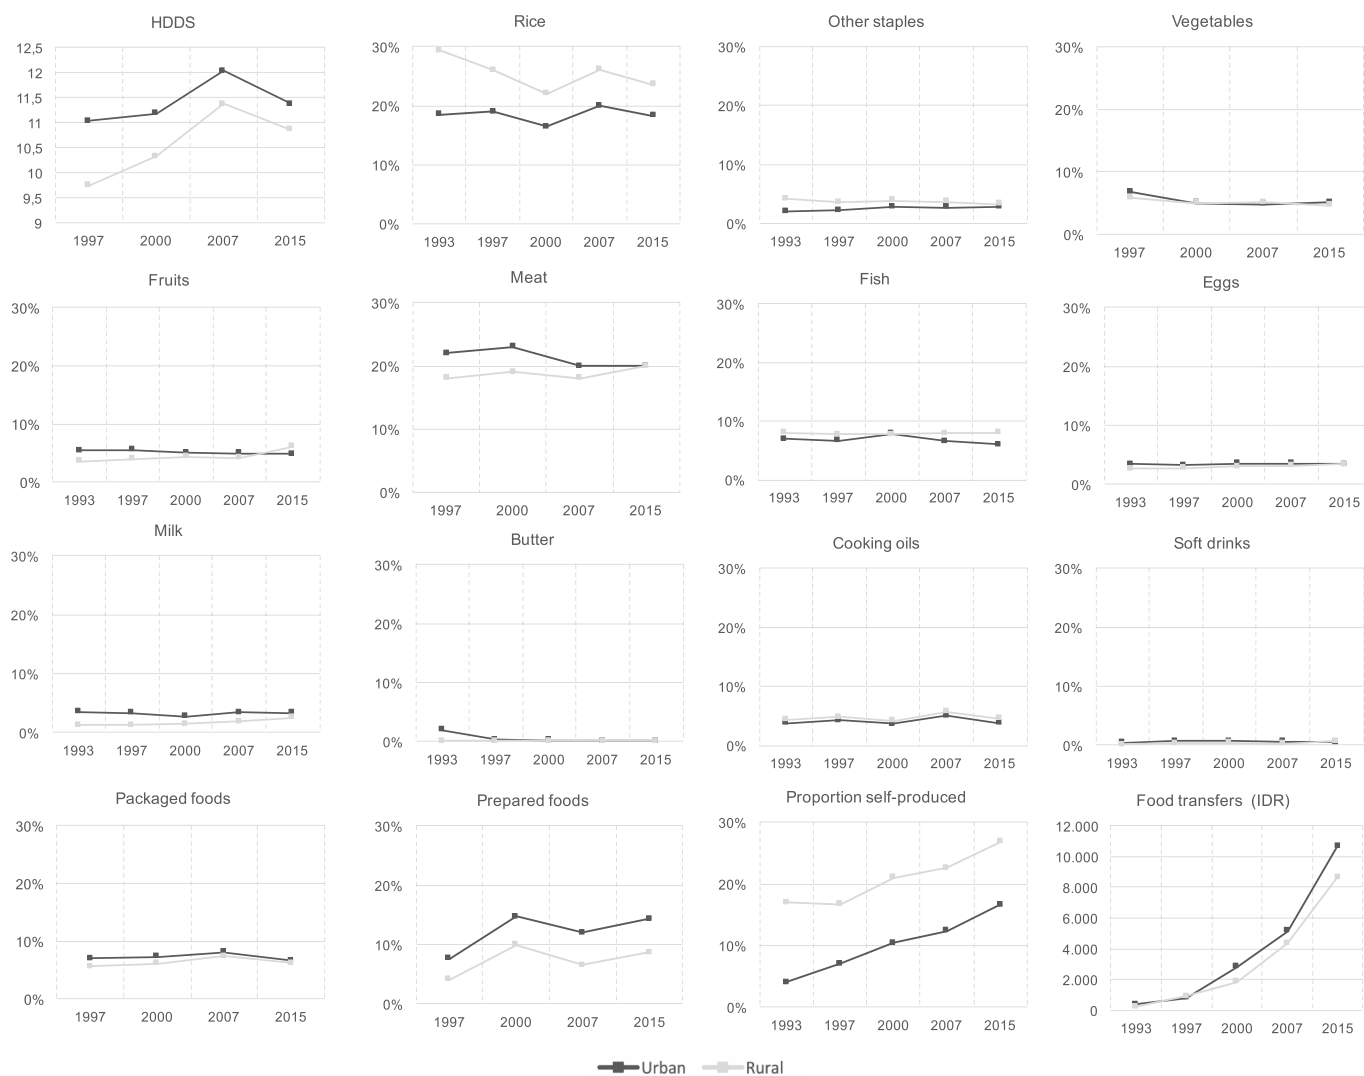 HDDS
12,5
12
11,5
11
10,5
10
9,5
9
1997 2000 2007 2015
Rice
30%
20%
10%
0%
1993 1997 2000 2007 2015
Other staples
30%
20%
10%
0%
1993 1997 2000 2007 2015
Vegetables
30%
20%
10%
0%
1997 2000 2007 2015
Fruits
30%
20%
10%
0%
1993 1997 2000 2007 2015
Meat
30%
20%
10%
0%
1997 2000 2007 2015
Fish
30%
20%
10%
0%
1993 1997 2000 2007 2015
Eggs
30%
20%
10%
0%
1993 1997 2000 2007 2015
Milk
30%
20%
10%
0%
1993 1997 2000 2007 2015
Butter
30%
20%
10%
0%
1993 1997 2000 2007 2015
Cooking oils
30%
20%
10%
0%
1993 1997 2000 2007 2015
Soft drinks
30%
20%
10%
0%
1993 1997 2000 2007 2015
Packaged foods
30%
20%
10%
0%
1997 2000 2007 2015
Prepared foods
30%
20%
10%
0%
1997 2000 2007 2015
Proportion self-produced
30%
20%
10%
0%
1993 1997 2000 2007 2015
Food transfers (IDR)
12.000
10.000
8.000
6.000
4.000
2.000
0
1993 1997 2000 2007 2015
Urban Rural